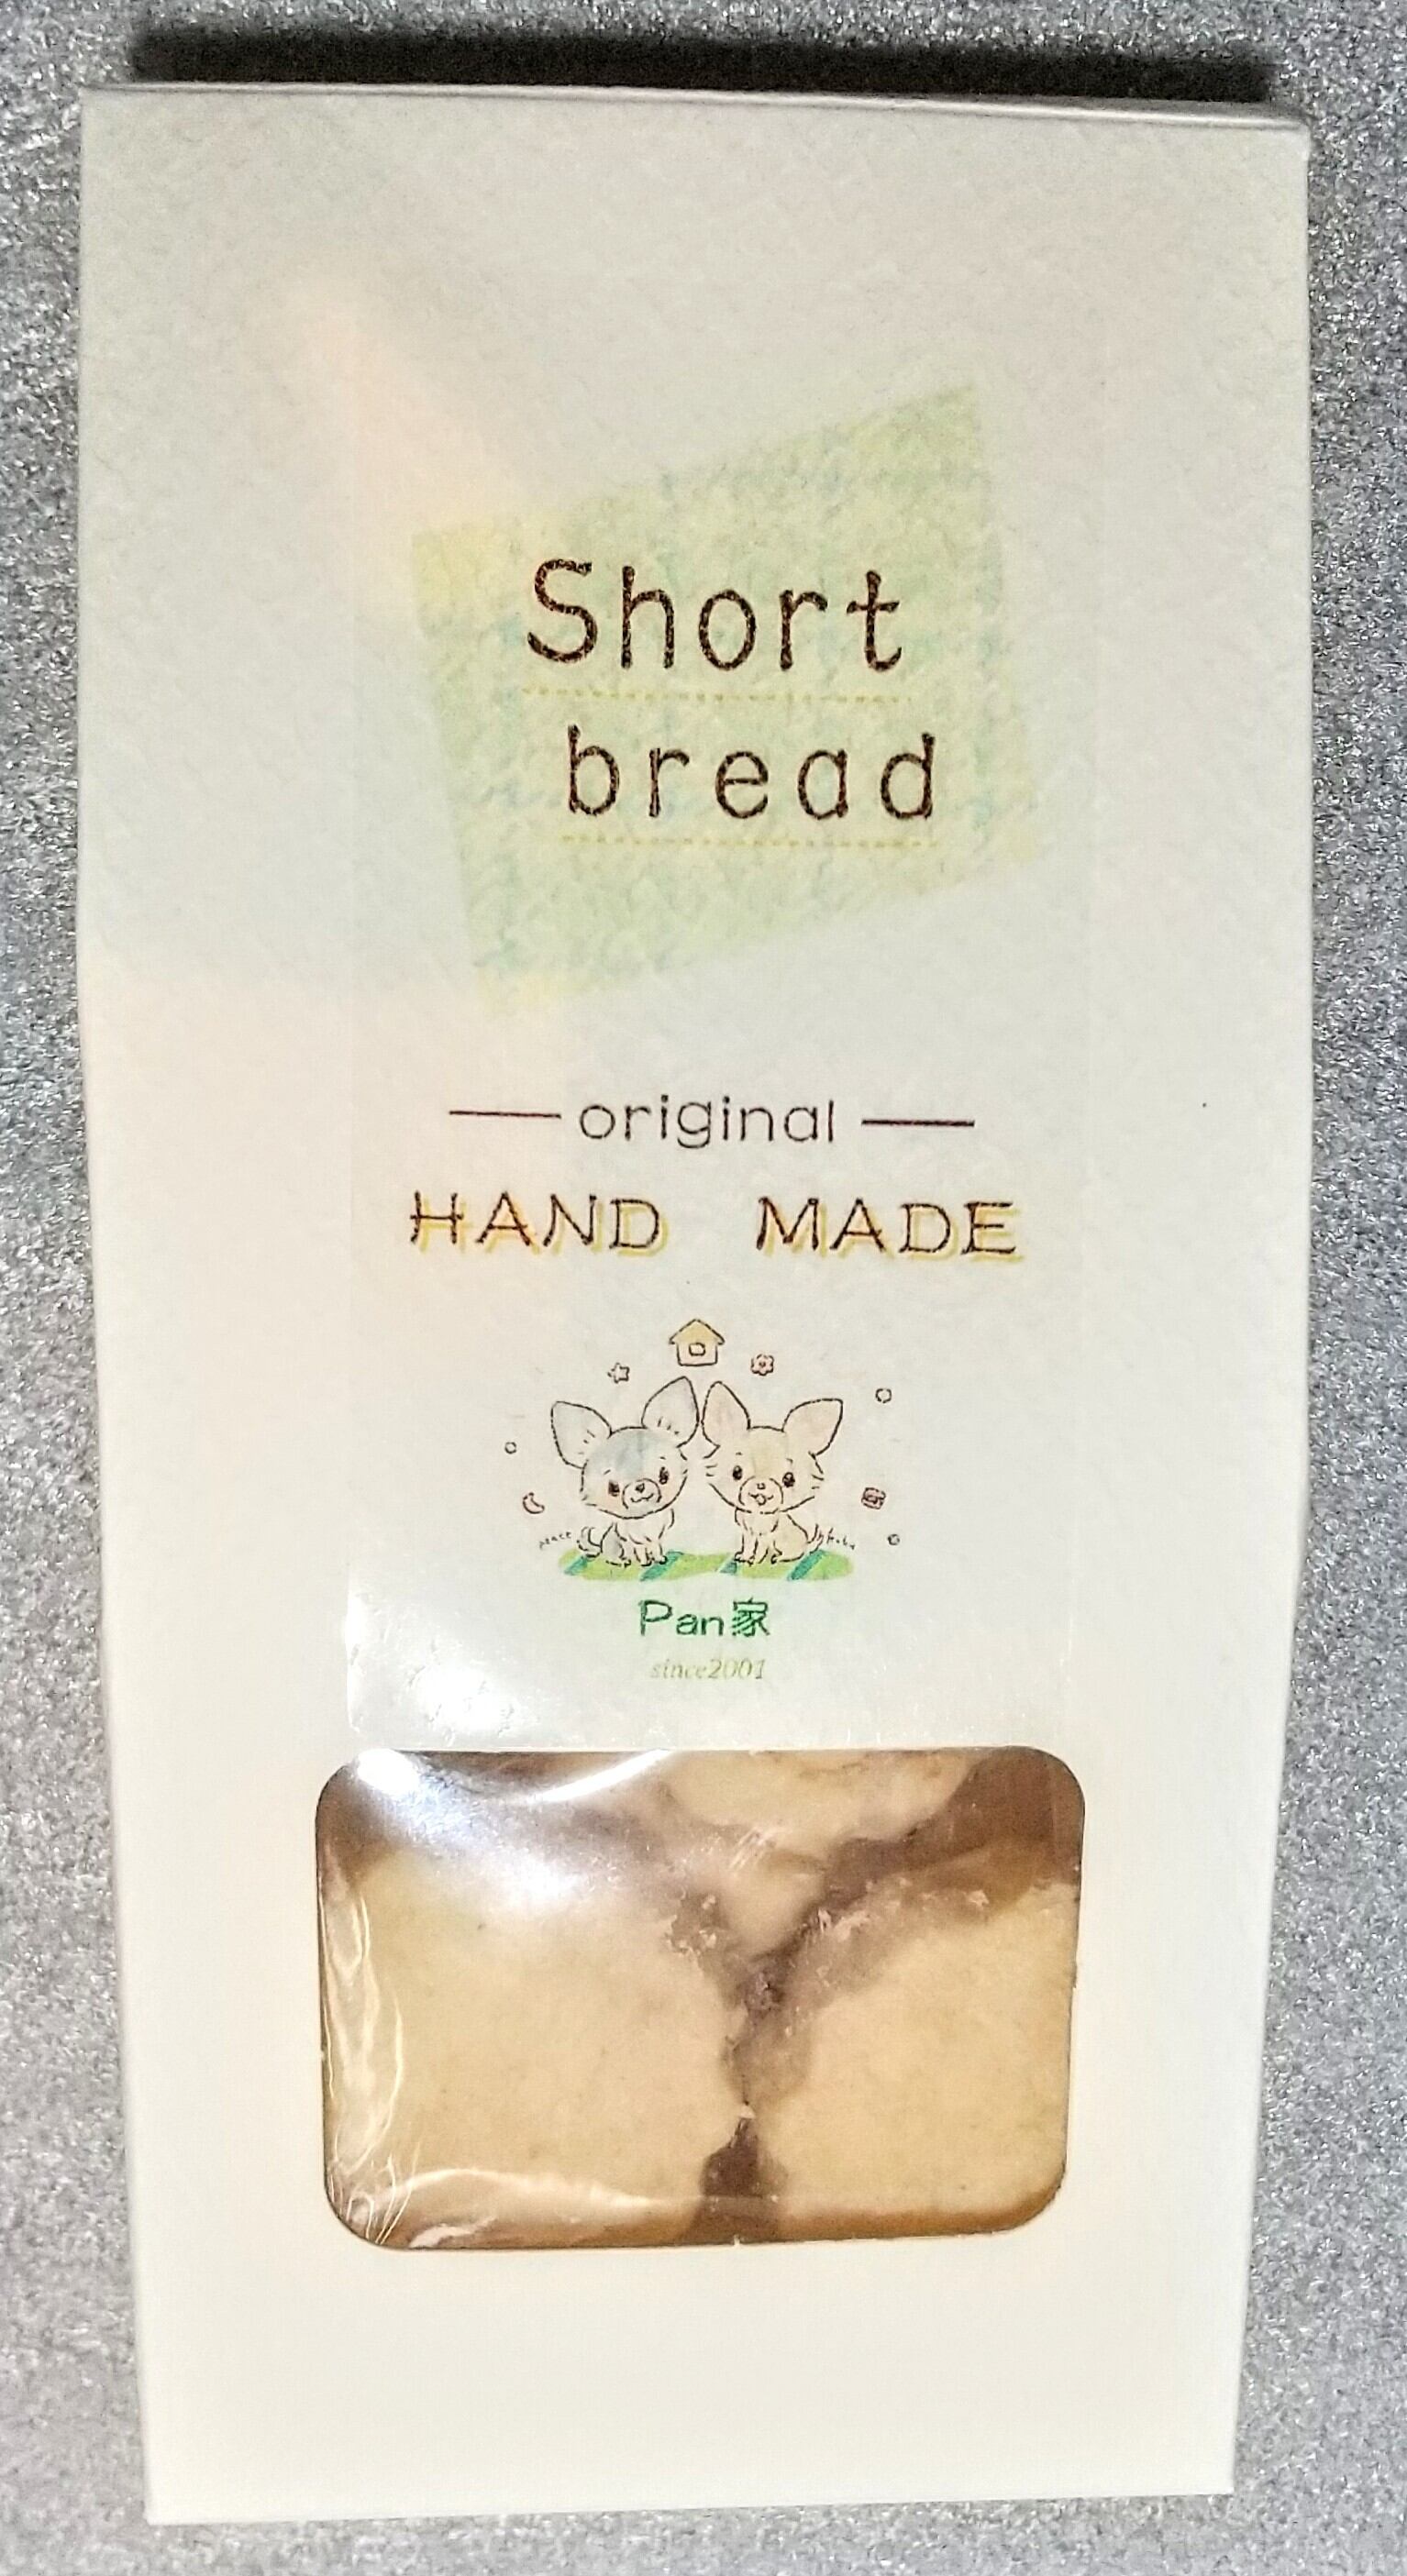 Short
bread
original
HAND MADE
Pan家
since2001